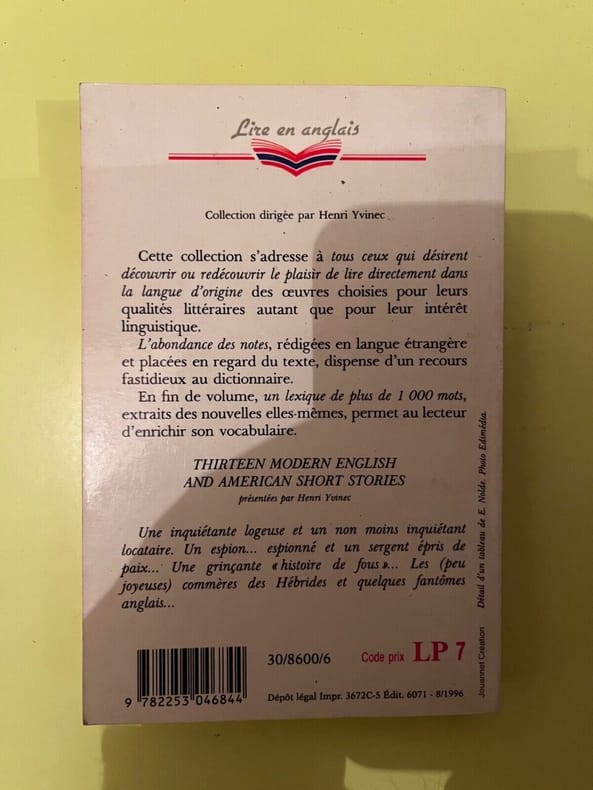 Lire en anglais
Collection dirigée par Henri Yvinec
Cette collection s'adresse à tous ceux qui désirent
découvrir ou redécouvrir le plaisir de lire directement dans
la langue d'origine des œuvres choisies pour leurs
qualités littéraires autant que pour leur intérêt
linguistique.
L'abondance des notes, rédigées en langue étrangère
et placées en regard du texte, dispense d'un recours
fastidieux au dictionnaire.
En fin de volume, un lexique de plus de 1 000 mots,
extraits des nouvelles elles-mêmes, permet au lecteur
d'enrichir son vocabulaire.
THIRTEEN MODERN ENGLISH
AND AMERICAN SHORT STORIES
présentées par Henri Yvinec
Une inquiétante logeuse et un non moins inquiétant
locataire. Un espion... espionné et un sergent épris de
paix... Une grinçante « histoire de fous »... Les (peu
joyeuses) commères des Hébrides et quelques fantômes
anglais...
9 782253 046844
30/8600/6
Code prix LP 7
Dépôt légal Impr. 3672C-5 Édit. 6071 - 8/1996
Jouannet Création Détail d'un tableau de E. Nolde. Photo Edimédia.